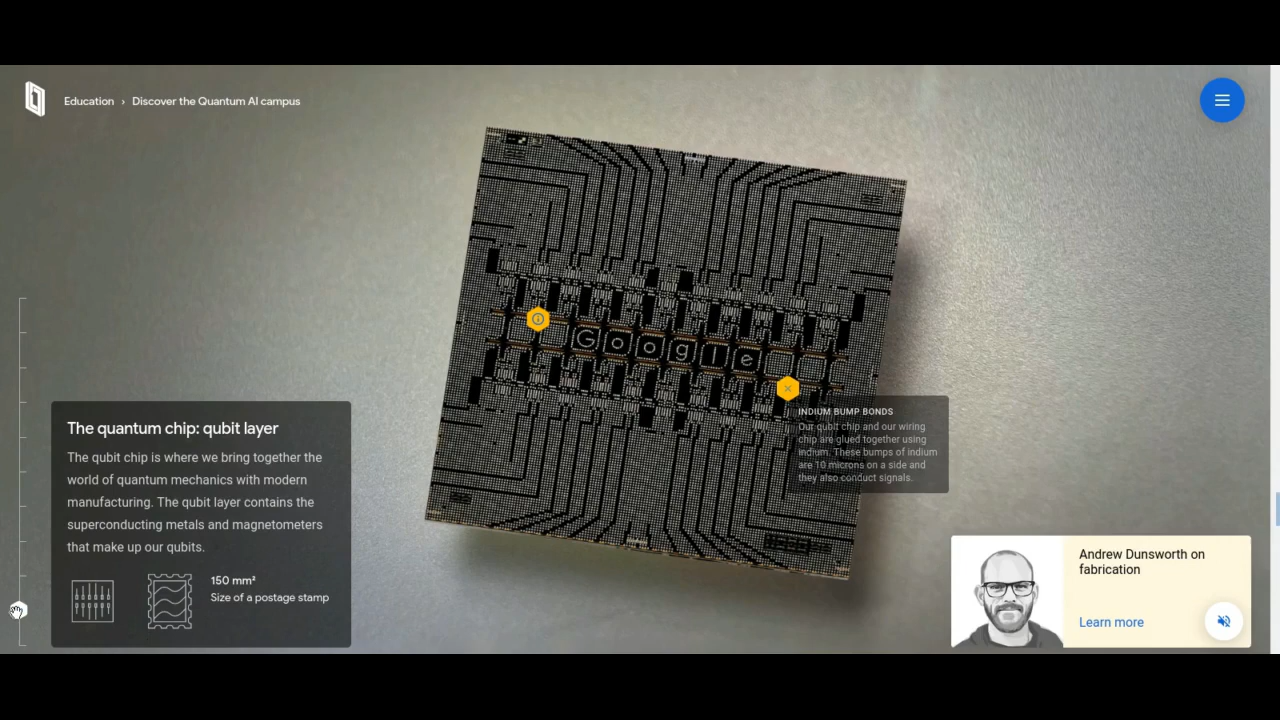 Education › Discover the Quantum AI campus
Google
INDIUM BUMP BONDS
Our qubit chip and our wiring
chip are glued together using
indium. These bumps of indium
are 10 microns on a side and
they also conduct signals.
The quantum chip: qubit layer
The qubit chip is where we bring together the
world of quantum mechanics with modern
manufacturing. The qubit layer contains the
superconducting metals and magnetometers
that make up our qubits.
150 mm²
Size of a postage stamp
Andrew Dunsworth on
fabrication
Learn more